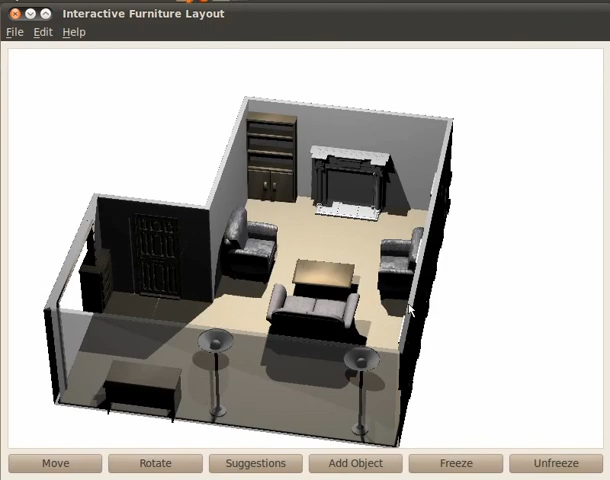 Interactive Furniture Layout
File Edit Help
Move Rotate Suggestions Add Object Freeze Unfreeze